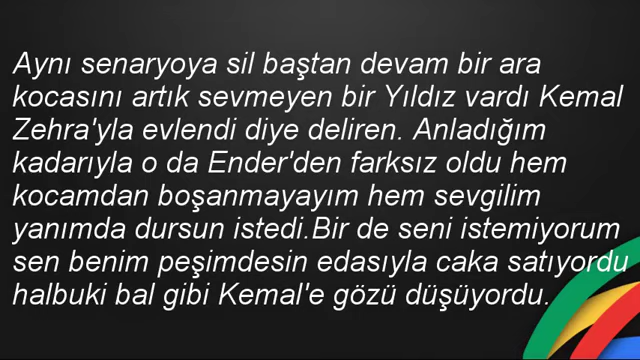 Aynı senaryoya sil baştan devam bir ara
kocasını artık sevmeyen bir Yıldız vardı Kemal
Zehra'yla evlendi diye deliren. Anladığım
kadarıyla o da Ender'den farksız oldu hem
kocamdan boşanmayayım hem sevgilim
yanımda dursun istedi.Bir de seni istemiyorum
sen benim peşimdesin edasıyla caka satıyordu
halbuki bal gibi Kemal'e gözü düşüyordu.